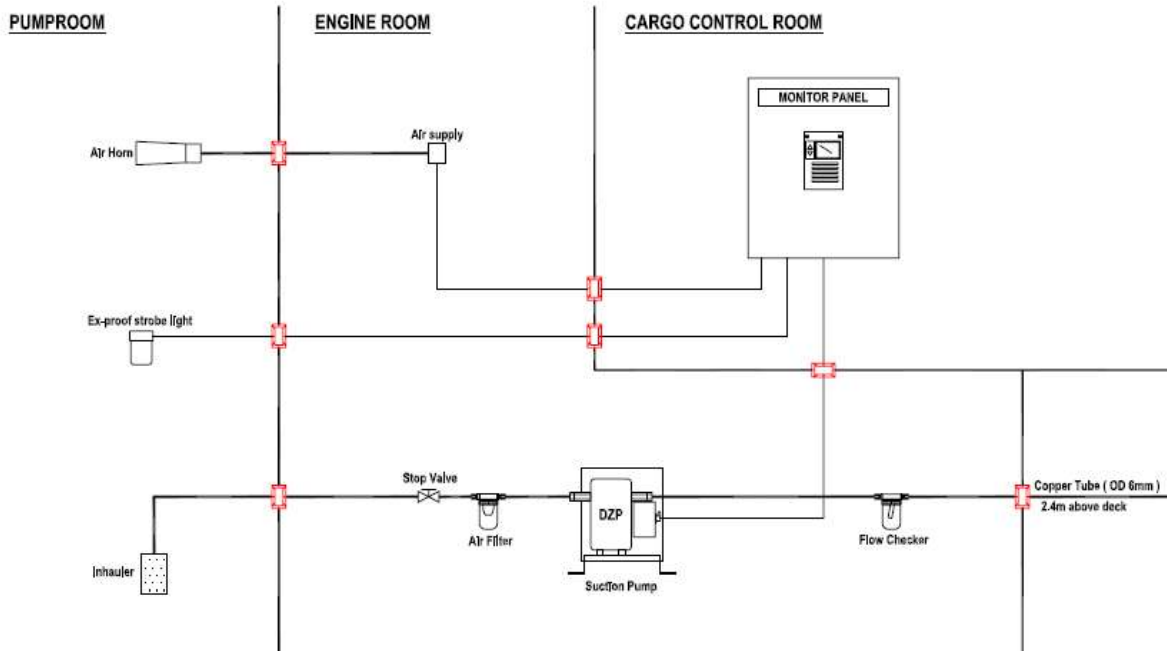 PUMPROOM
ENGINE ROOM
CARGO CONTROL ROOM
MONITOR PANEL
Air Horn
Air supply
Ex-proof strobe light
Stop Valve
Air Filter
DZP
Suction Pump
Flow Checker
Copper Tube ( OD 6mm )
2.4m above deck
Inhauler